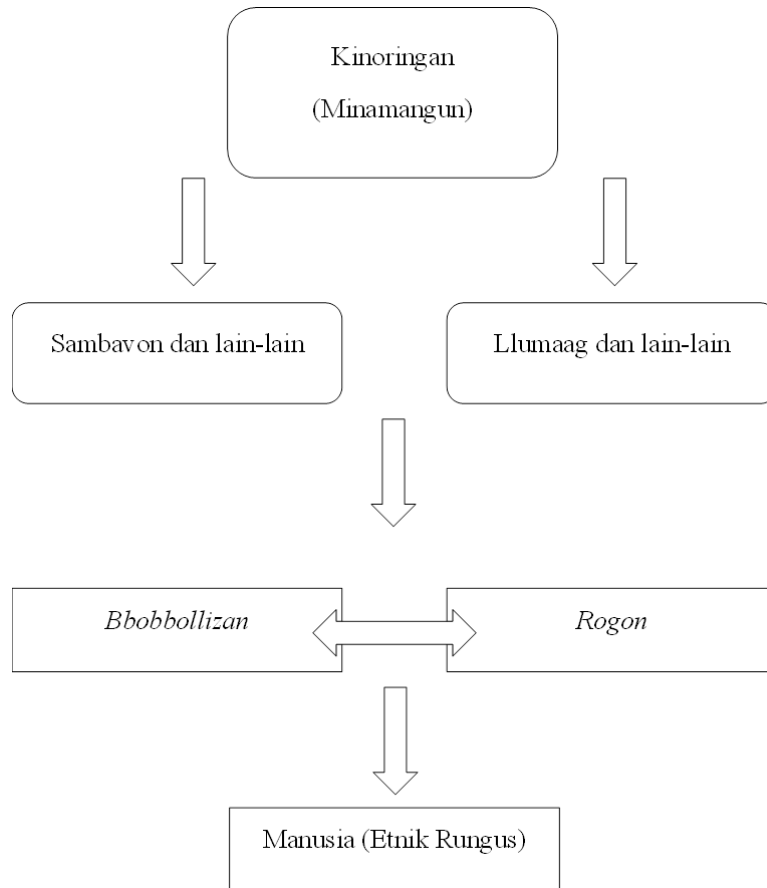 Kinoringan
(Minamangun)
Sambavon dan lain-lain
Llumaag dan lain-lain
Bbobbollizan
Rogon
Manusia (Etnik Rungus)